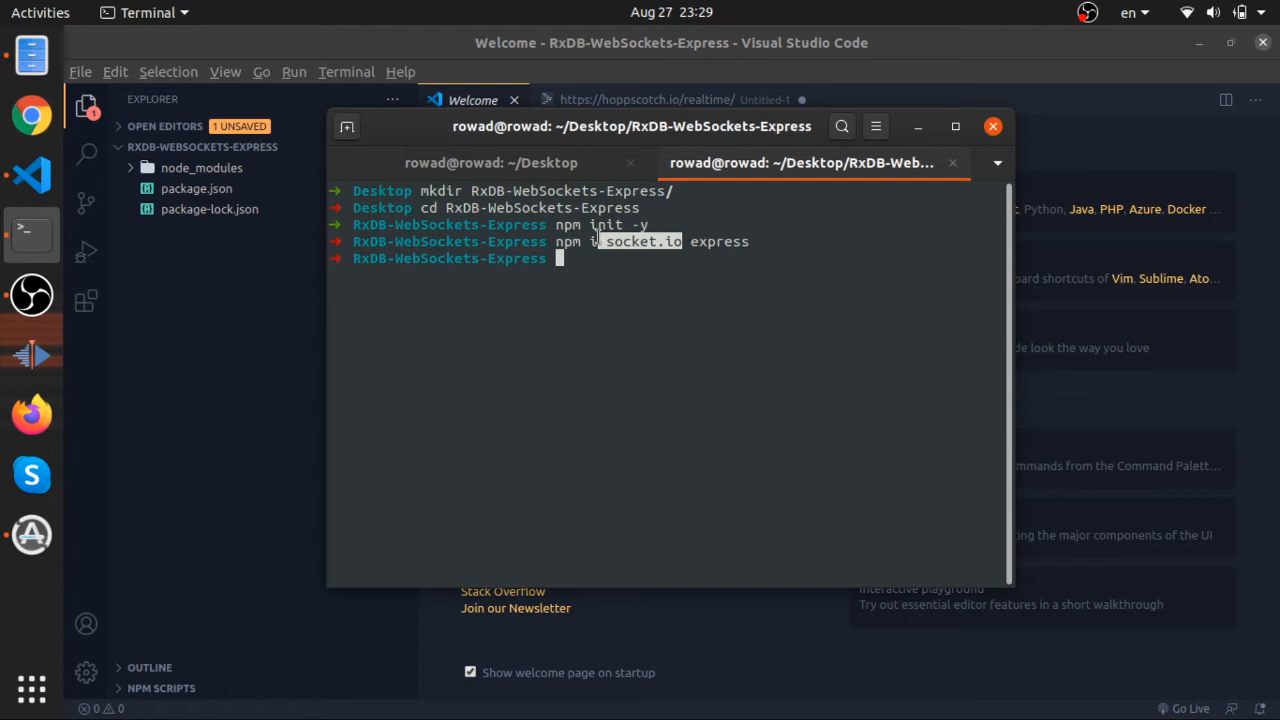 Activities
Terminal
Aug 27 23:29
en
Welcome - RxDB-WebSockets-Express - Visual Studio Code
File Edit Selection View Go Run Terminal Help
EXPLORER
OPEN EDITORS 1 UNSAVED
RXDB-WEBSOCKETS-EXPRESS
node_modules
package.json
package-lock.json
OUTLINE
NPM SCRIPTS
Welcome
https://hoppscotch.io/realtime/ Untitled-1
rowad@rowad: ~/Desktop/RxDB-WebSockets-Express
rowad@rowad: ~/Desktop
rowad@rowad: ~/Desktop/RxDB-Web...
Desktop mkdir RxDB-WebSockets-Express/
Desktop cd RxDB-WebSockets-Express
RxDB-WebSockets-Express npm init -y
RxDB-WebSockets-Express npm i socket.io express
RxDB-WebSockets-Express
Python, Java, PHP, Azure, Docker ...
board shortcuts of Vim, Sublime, Ato...
de look the way you love
ommands from the Command Palett...
ting the major components of the UI
Interactive playground
Try out essential editor features in a short walkthrough
Stack Overflow
Join our Newsletter
Show welcome page on startup
0 0
Go Live
1